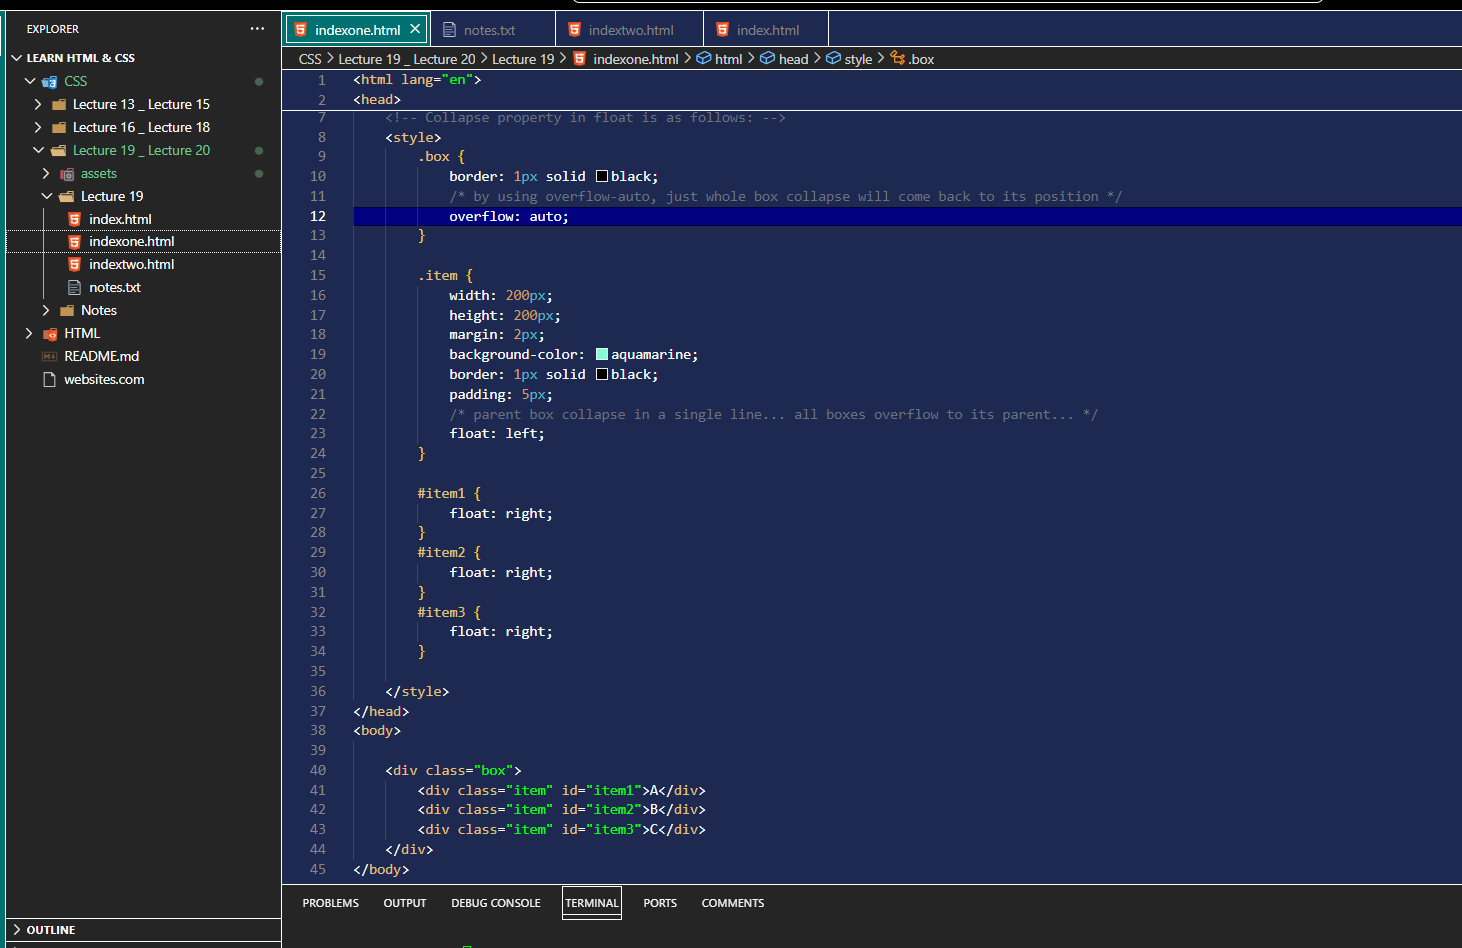 EXPLORER
LEARN HTML & CSS
CSS
Lecture 13 _ Lecture 15
Lecture 16 _ Lecture 18
Lecture 19 _ Lecture 20
assets
Lecture 19
index.html
indexone.html
indextwo.html
notes.txt
Notes
HTML
README.md
websites.com
OUTLINE
indexone.html
notes.txt
indextwo.html
index.html
CSS > Lecture 19 _ Lecture 20 > Lecture 19 > indexone.html > html > head > style > .box
1 <html lang="en">
2 <head>
7 <!-- Collapse property in float is as follows: -->
8 <style>
9 .box {
10 border: 1px solid black;
11 /* by using overflow-auto, just whole box collapse will come back to its position */
12 overflow: auto;
13 }
14
15 .item {
16 width: 200px;
17 height: 200px;
18 margin: 2px;
19 background-color: aquamarine;
20 border: 1px solid black;
21 padding: 5px;
22 /* parent box collapse in a single line... all boxes overflow to its parent... */
23 float: left;
24 }
25
26 #item1 {
27 float: right;
28 }
29 #item2 {
30 float: right;
31 }
32 #item3 {
33 float: right;
34 }
35
36 </style>
37 </head>
38 <body>
39
40 <div class="box">
41 <div class="item" id="item1">A</div>
42 <div class="item" id="item2">B</div>
43 <div class="item" id="item3">C</div>
44 </div>
45 </body>
PROBLEMS OUTPUT DEBUG CONSOLE TERMINAL PORTS COMMENTS